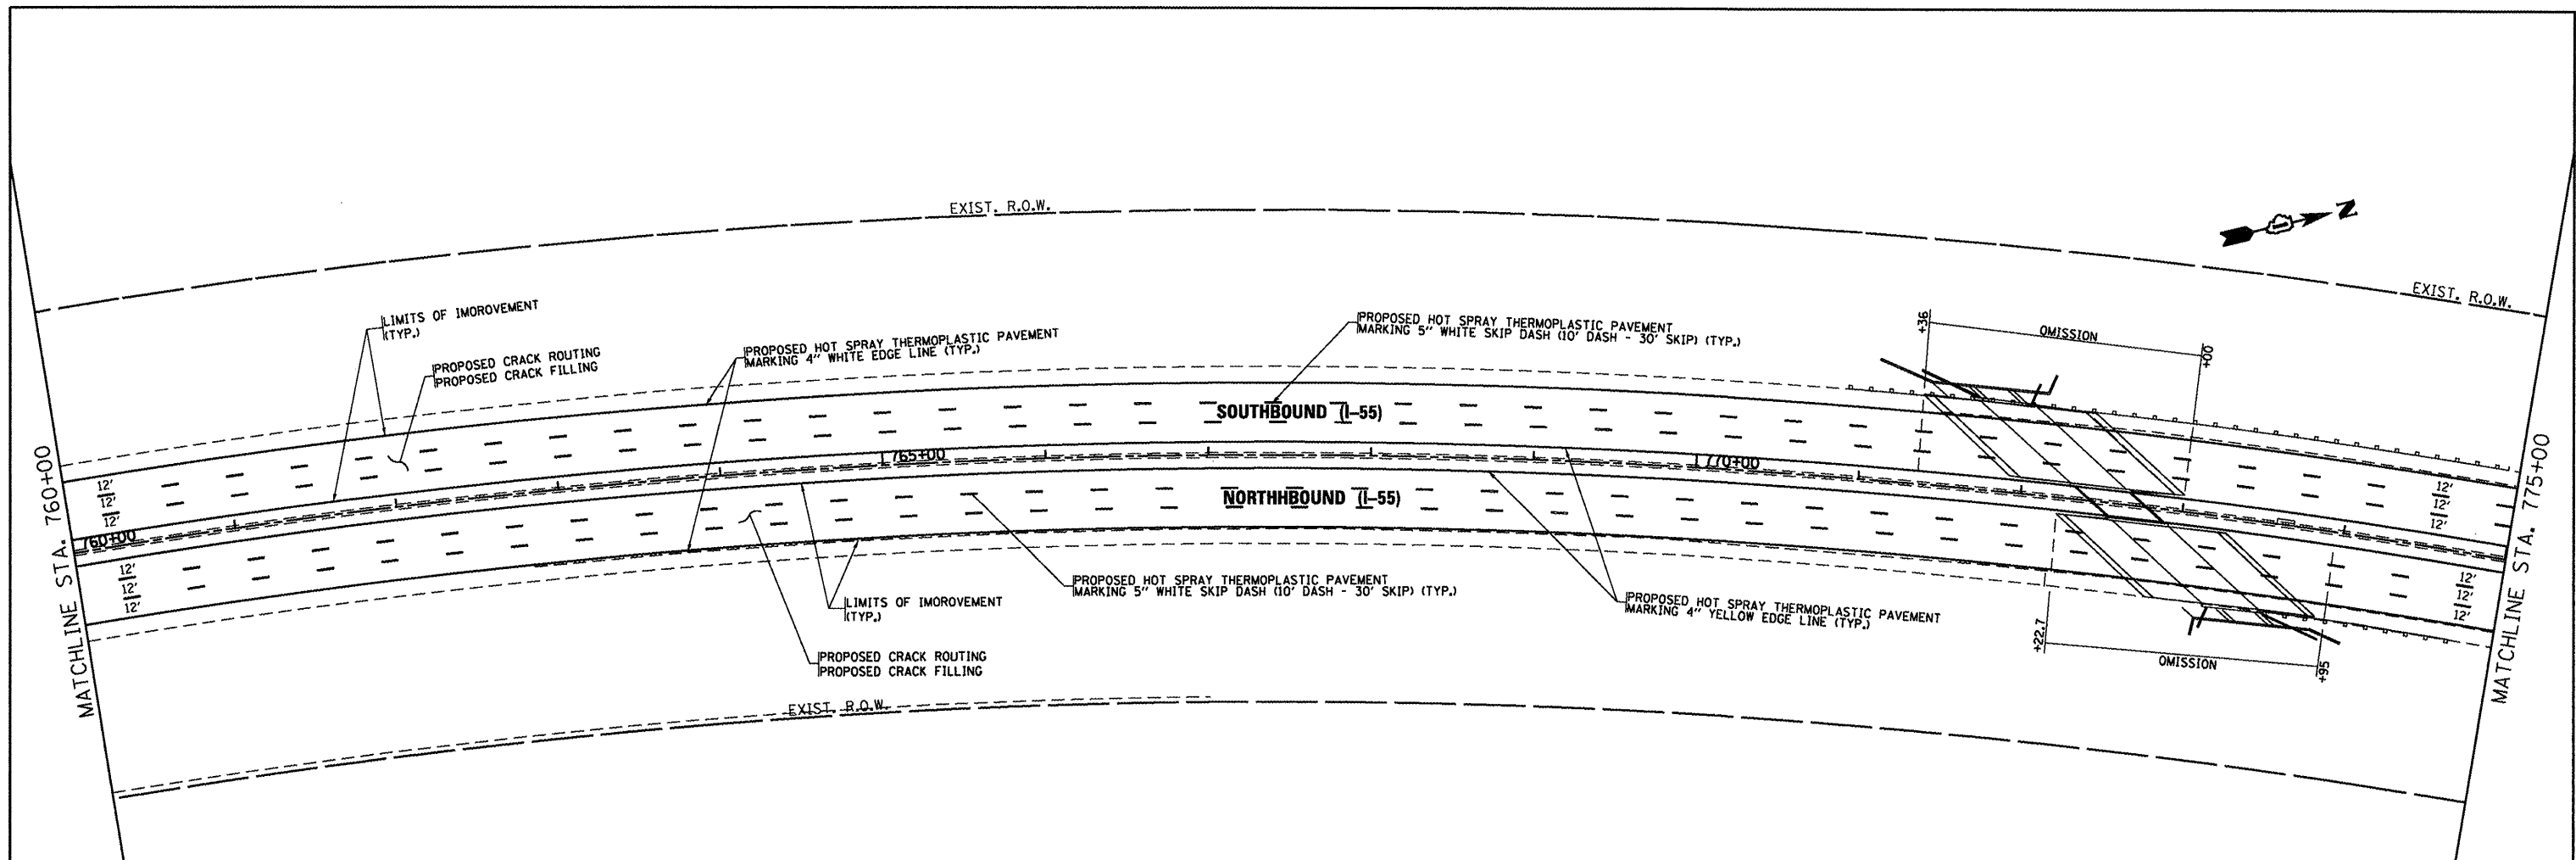 EXIST. R.O.W.
N
EXIST. R.O.W.
LIMITS OF IMOROVEMENT
(TYP.)
PROPOSED CRACK ROUTING
PROPOSED CRACK FILLING
PROPOSED HOT SPRAY THERMOPLASTIC PAVEMENT
MARKING 4" WHITE EDGE LINE (TYP.)
PROPOSED HOT SPRAY THERMOPLASTIC PAVEMENT
MARKING 5" WHITE SKIP DASH (10' DASH - 30' SKIP) (TYP.)
+36
OMISSION
+00
MATCHLINE STA. 760+00
12'
12'
12'
SOUTHBOUND (I-55)
12'
12'
12'
760+00
765+00
770+00
12'
12'
12'
NORTHHBOUND (I-55)
12'
12'
12'
MATCHLINE STA. 775+00
LIMITS OF IMOROVEMENT
(TYP.)
PROPOSED HOT SPRAY THERMOPLASTIC PAVEMENT
MARKING 5" WHITE SKIP DASH (10' DASH - 30' SKIP) (TYP.)
PROPOSED HOT SPRAY THERMOPLASTIC PAVEMENT
MARKING 4" YELLOW EDGE LINE (TYP.)
PROPOSED CRACK ROUTING
PROPOSED CRACK FILLING
+22.7
OMISSION
+95
EXIST. R.O.W.